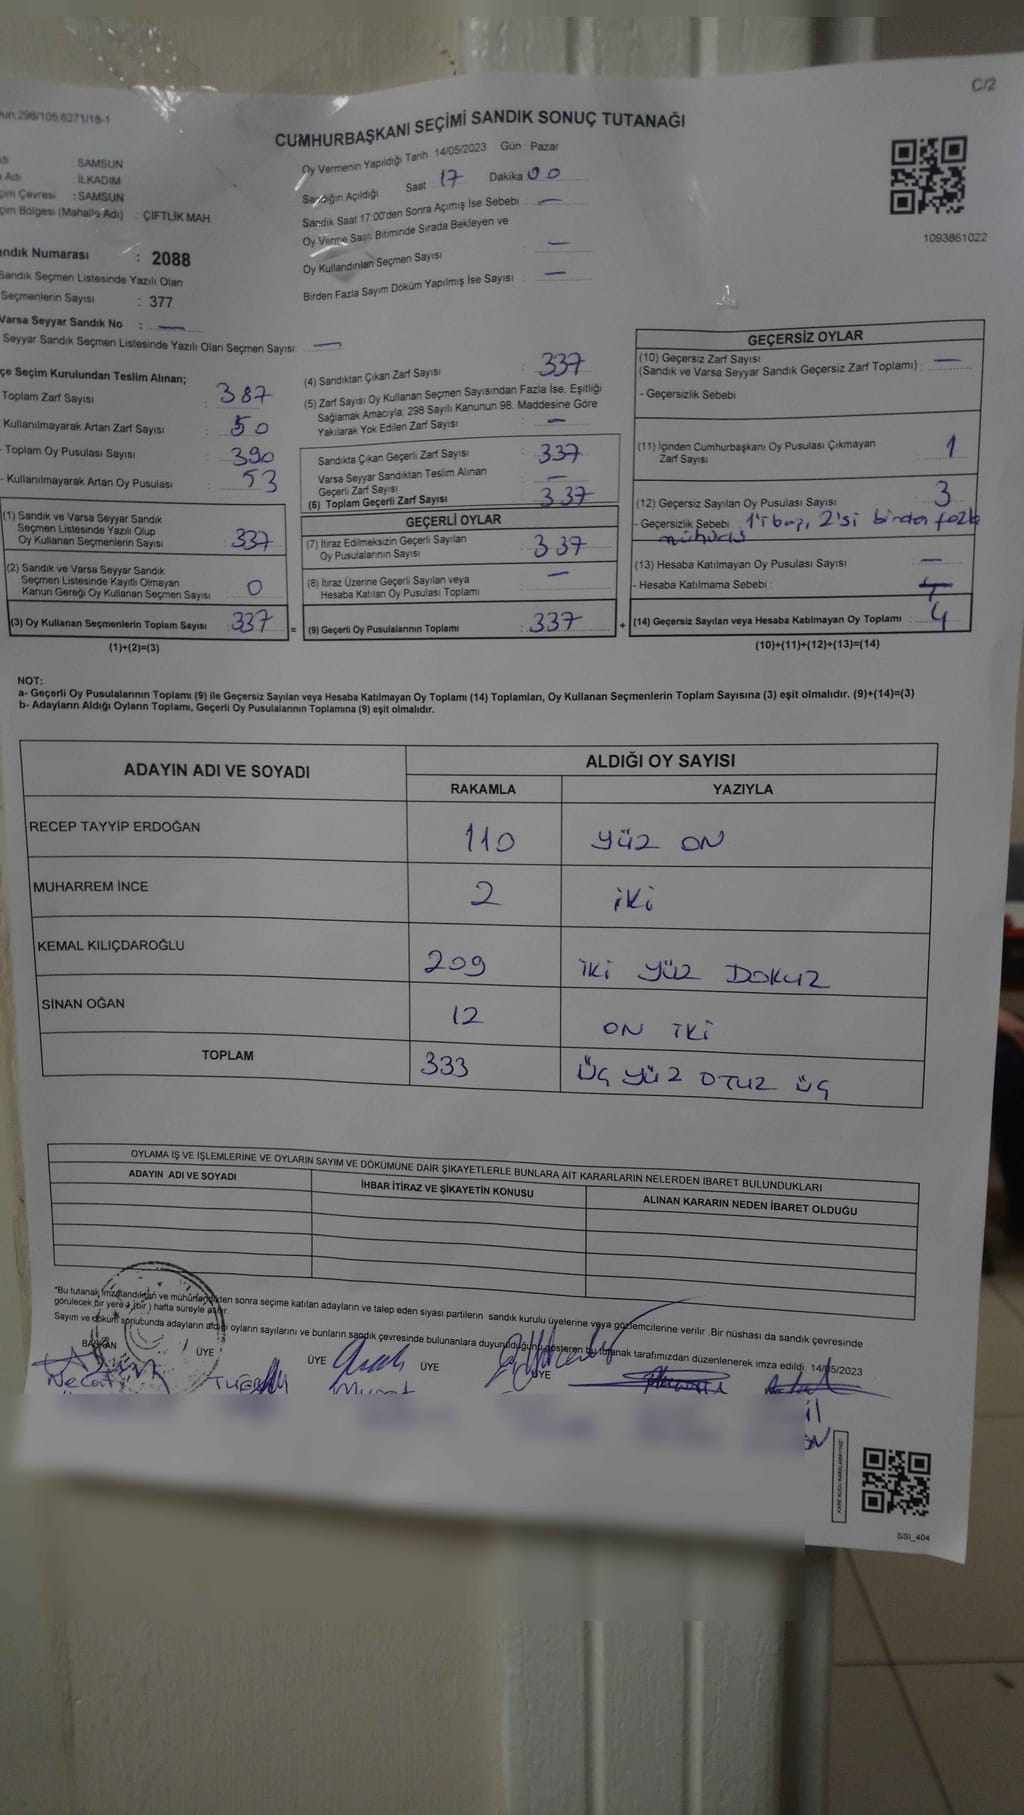 C/2
298/105,6271/18-1
CUMHURBAŞKANI SEÇİMİ SANDIK SONUÇ TUTANAĞI
1093861022
SAMSUN
Adı İLKADIM
Çevresi : SAMSUN
Bölgesi (Mahalle Adı) : ÇİFTLİK MAH.
Numarası : 2088
Sandık Seçmen Listesinde Yazılı Olan
Seçmenlerin Sayısı : 377
Varsa Seyyar Sandık No : —
Seyyar Sandık Seçmen Listesinde Yazılı Olan Seçmen Sayısı: —
Oy Vermenin Yapıldığı Tarih 14/05/2023 Gün : Pazar
Sandığın Açıldığı Saat 17 Dakika 00
Sandık Saat 17:00'den Sonra Açımış İse Sebebi : —
Oy Verme Saati Bitiminde Sırada Bekleyen ve
Oy Kullandırılan Seçmen Sayısı : —
Birden Fazla Sayım Döküm Yapılmış İse Sayısı : —
Seçim Kurulundan Teslim Alınan;
Toplam Zarf Sayısı : 387
Kullanılmayarak Artan Zarf Sayısı : 50
- Toplam Oy Pusulası Sayısı : 390
- Kullanılmayarak Artan Oy Pusulası : 53
(1) Sandık ve Varsa Seyyar Sandık
Seçmen Listesinde Yazılı Olup
Oy Kullanan Seçmenlerin Sayısı : 337
(2) Sandık ve Varsa Seyyar Sandık
Seçmen Listesinde Kayıtlı Olmayan
Kanun Gereği Oy Kullanan Seçmen Sayısı : 0
(3) Oy Kullanan Seçmenlerin Toplam Sayısı : 337 =
(1)+(2)=(3)
(4) Sandıktan Çıkan Zarf Sayısı : 337
(5) Zarf Sayısı Oy Kullanan Seçmen Sayısından Fazla İse, Eşitliği
Sağlamak Amacıyla, 298 Sayılı Kanunun 98. Maddesine Göre
Yakılarak Yok Edilen Zarf Sayısı : —
Sandıkta Çıkan Geçerli Zarf Sayısı : 337
Varsa Seyyar Sandıktan Teslim Alınan
Geçerli Zarf Sayısı : —
(6) Toplam Geçerli Zarf Sayısı : 337
GEÇERLİ OYLAR
(7) İtiraz Edilmeksizin Geçerli Sayılan
Oy Pusulalarının Sayısı : 337
(8) İtiraz Üzerine Geçerli Sayılan veya
Hesaba Katılan Oy Pusulası Toplamı : —
(9) Geçerli Oy Pusulalarının Toplamı : 337 +
GEÇERSİZ OYLAR
(10) Geçersiz Zarf Sayısı
(Sandık ve Varsa Seyyar Sandık Geçersiz Zarf Toplamı) : —
- Geçersizlik Sebebi :
(11) İçinden Cumhurbaşkanı Oy Pusulası Çıkmayan
Zarf Sayısı : 1
(12) Geçersiz Sayılan Oy Pusulası Sayısı : 3
- Geçersizlik Sebebi : 1'i boş, 2'si birden fazla
mühürlü
(13) Hesaba Katılmayan Oy Pusulası Sayısı : —
- Hesaba Katılmama Sebebi :
(14) Geçersiz Sayılan veya Hesaba Katılmayan Oy Toplamı : 4
(10)+(11)+(12)+(13)=(14)
NOT:
a- Geçerli Oy Pusulalarının Toplamı (9) ile Geçersiz Sayılan veya Hesaba Katılmayan Oy Toplamı (14) Toplamları, Oy Kullanan Seçmenlerin Toplam Sayısına (3) eşit olmalıdır. (9)+(14)=(3)
b- Adayların Aldığı Oyların Toplamı, Geçerli Oy Pusulalarının Toplamına (9) eşit olmalıdır.
ADAYIN ADI VE SOYADI ALDIĞI OY SAYISI
RAKAMLA YAZIYLA
RECEP TAYYİP ERDOĞAN 110 YÜZ ON
MUHARREM İNCE 2 İKİ
KEMAL KILIÇDAROĞLU 209 İKİ YÜZ DOKUZ
SİNAN OĞAN 12 ON İKİ
TOPLAM 333 ÜÇ YÜZ OTUZ ÜÇ
OYLAMA İŞ VE İŞLEMLERİNE VE OYLARIN SAYIM VE DÖKÜMÜNE DAİR ŞİKAYETLERLE BUNLARA AİT KARARLARIN NELERDEN İBARET BULUNDUKLARI
ADAYIN ADI VE SOYADI İHBAR İTİRAZ VE ŞİKAYETİN KONUSU ALINAN KARARIN NEDEN İBARET OLDUĞU
*Bu tutanak, imzalandıktan ve mühürlendikten sonra seçime katılan adayların ve talep eden siyasi partilerin sandık kurulu üyelerine veya gözlemcilerine verilir .Bir nüshası da sandık çevresinde
görülecek bir yere 1 (bir ) hafta süreyle asılır.
Sayım ve döküm sonubunda adayların aldığı oyların sayılarını ve bunların sandık çevresinde bulunanlara duyurulduğunu gösteren bu tutanak tarafımızdan düzenlenerek imza edildi. 14/05/2023
BAŞKAN ÜYE ÜYE ÜYE ÜYE
Necati Murat
SSI_404